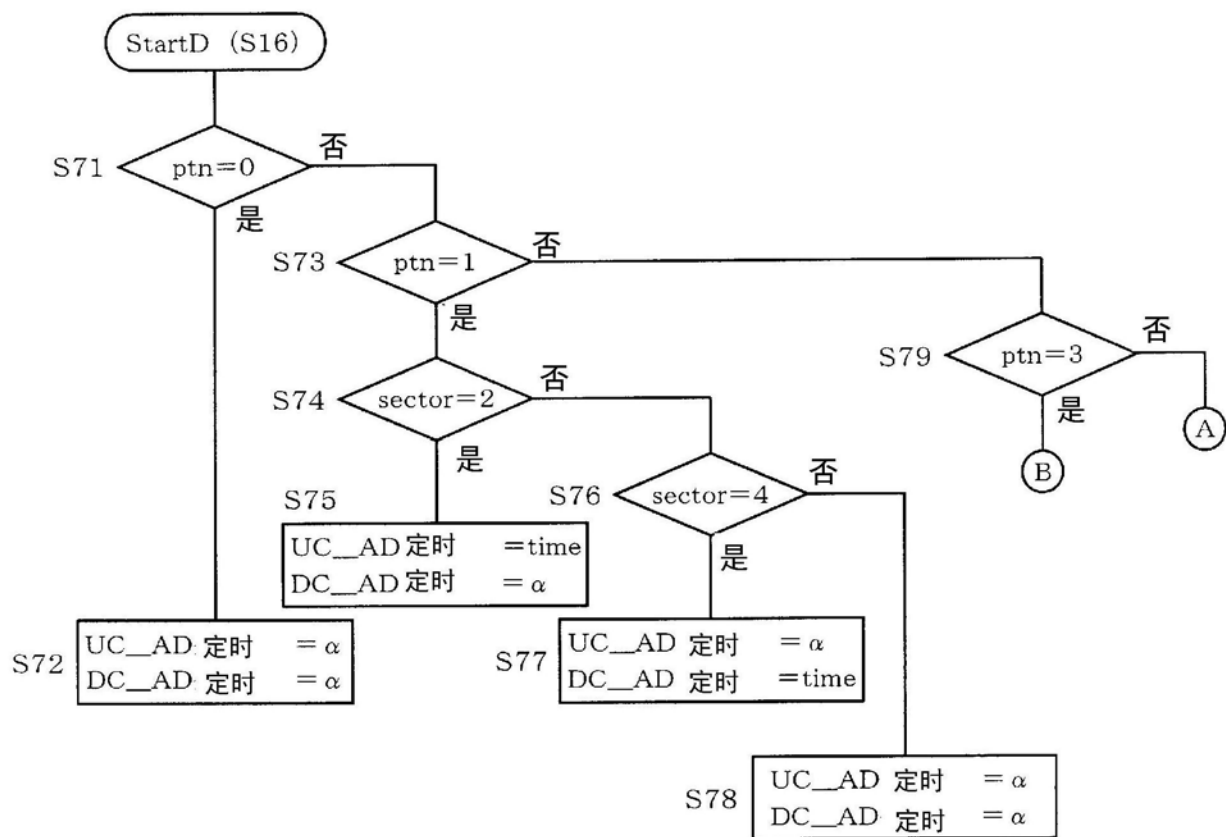 StartD (S16)
S71
ptn=0
否
是
S73
ptn=1
否
是
S79
ptn=3
否
是
A
B
S74
sector=2
否
是
S75
UC__AD 定时 =time
DC__AD 定时 =α
S76
sector=4
否
是
S72
UC__AD 定时 =α
DC__AD 定时 =α
S77
UC__AD 定时 =α
DC__AD 定时 =time
S78
UC__AD 定时 =α
DC__AD 定时 =α